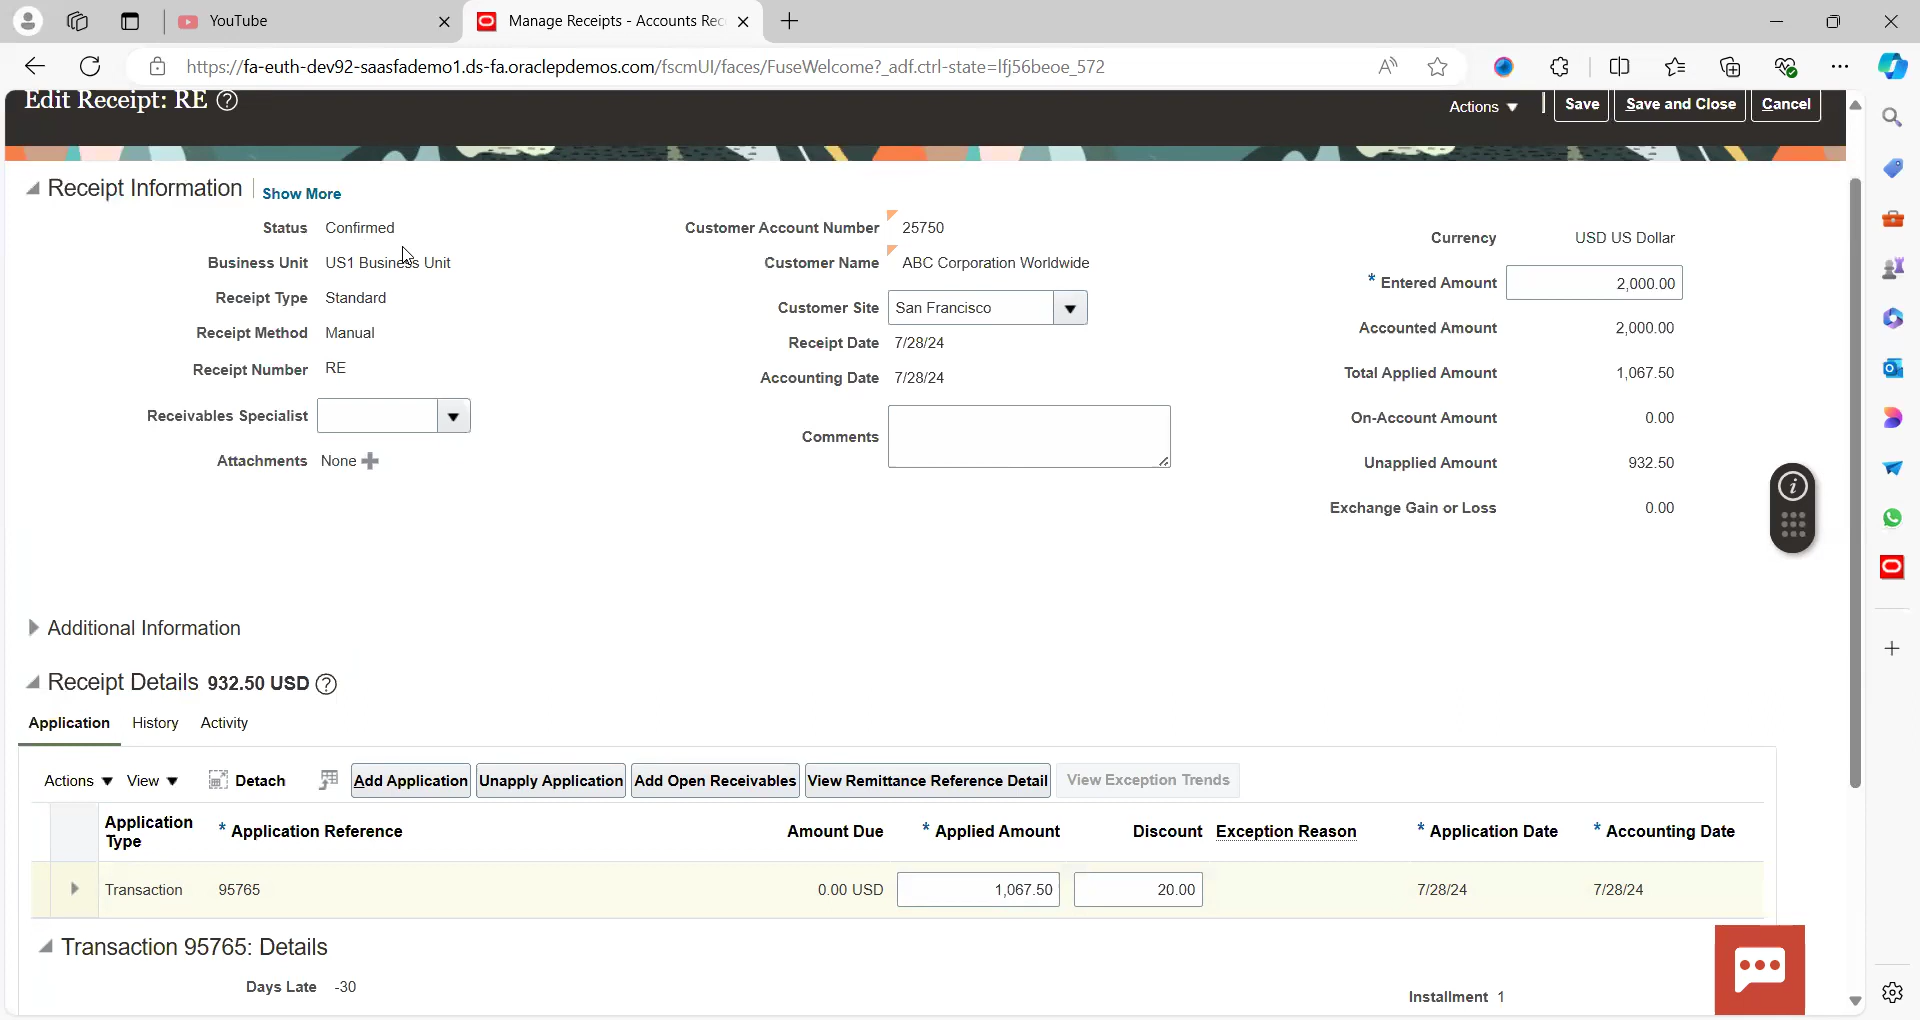 YouTube
Manage Receipts - Accounts Rec
https://fa-euth-dev92-saasfademo1.ds-fa.oraclepdemos.com/fscmUI/faces/FuseWelcome?_adf.ctrl-state=lfj56beoe_572
Edit Receipt: RE
Actions Save Save and Close Cancel
Receipt Information Show More
Status Confirmed
Business Unit US1 Business Unit
Receipt Type Standard
Receipt Method Manual
Receipt Number RE
Receivables Specialist
Attachments None
Customer Account Number 25750
Customer Name ABC Corporation Worldwide
Customer Site San Francisco
Receipt Date 7/28/24
Accounting Date 7/28/24
Comments
Currency USD US Dollar
* Entered Amount 2,000.00
Accounted Amount 2,000.00
Total Applied Amount 1,067.50
On-Account Amount 0.00
Unapplied Amount 932.50
Exchange Gain or Loss 0.00
Additional Information
Receipt Details 932.50 USD
Application History Activity
Actions View Detach Add Application Unapply Application Add Open Receivables View Remittance Reference Detail View Exception Trends
Application Type * Application Reference Amount Due * Applied Amount Discount Exception Reason * Application Date * Accounting Date
Transaction 95765 0.00 USD 1,067.50 20.00 7/28/24 7/28/24
Transaction 95765: Details
Days Late -30
Installment 1